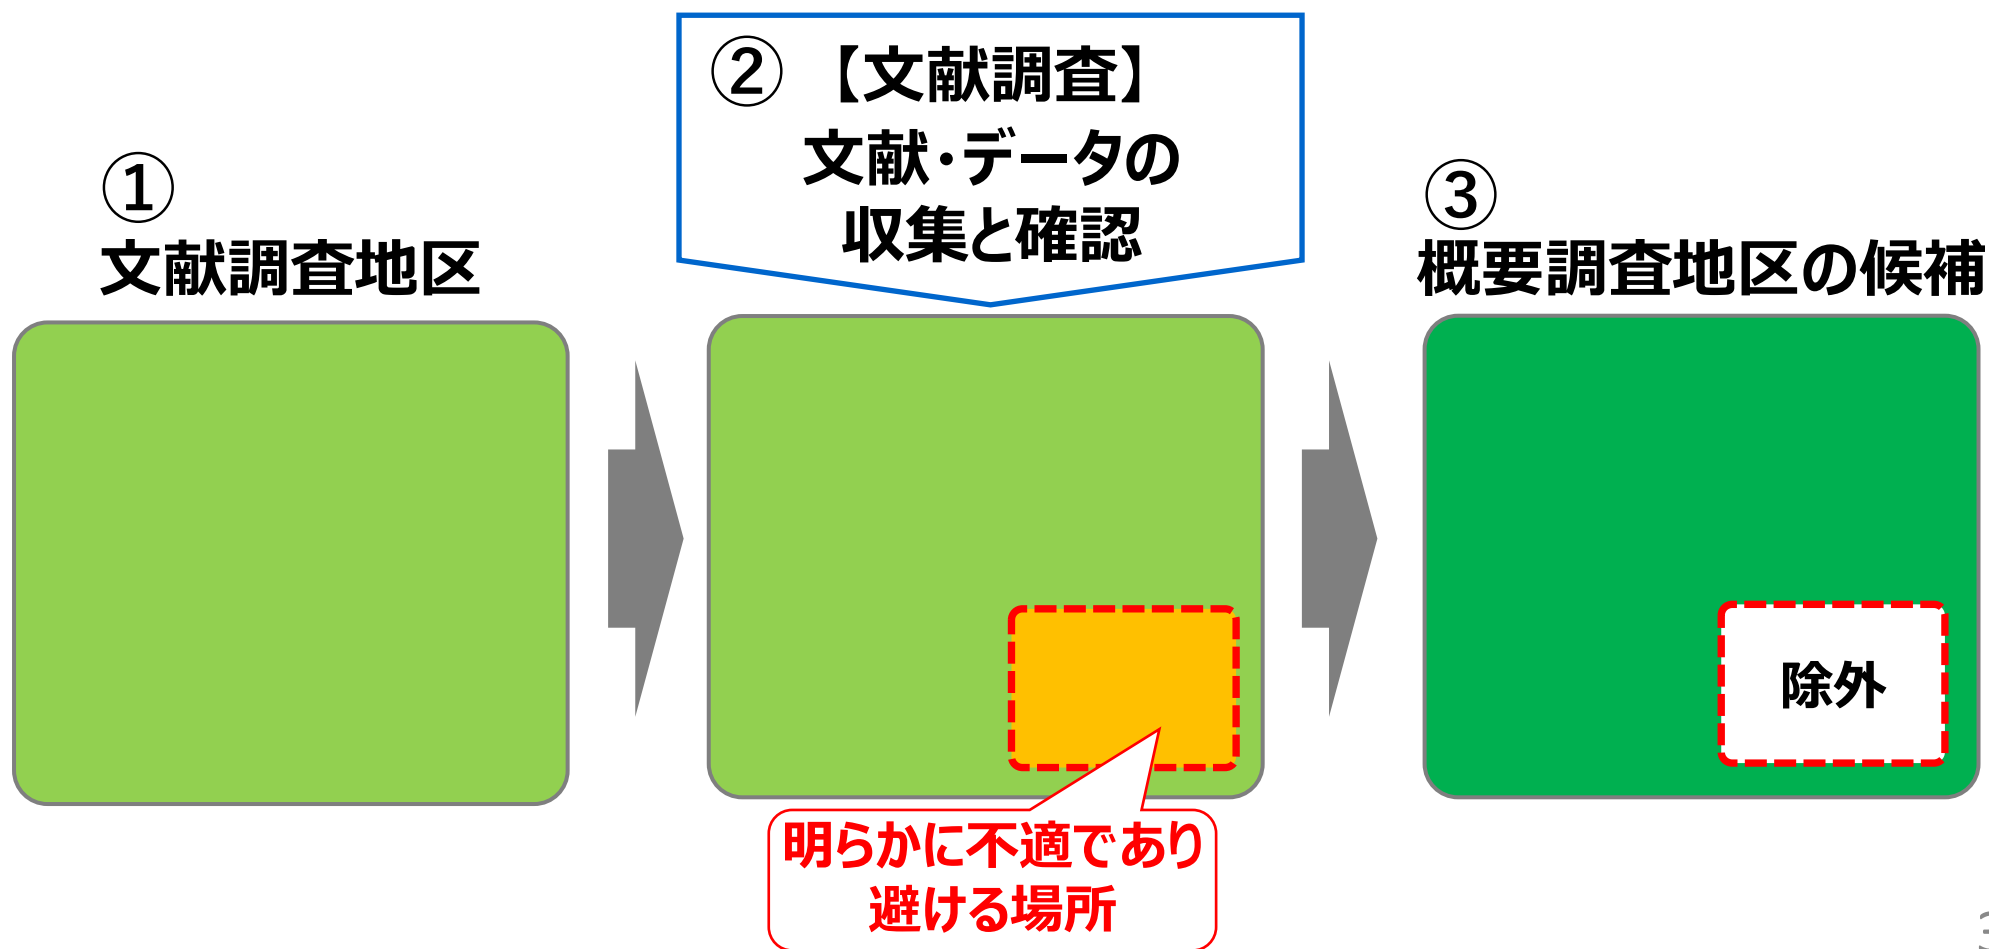 ①
文献調査地区
② 【文献調査】
文献・データの
収集と確認
③
概要調査地区の候補
除外
明らかに不適であり
避ける場所